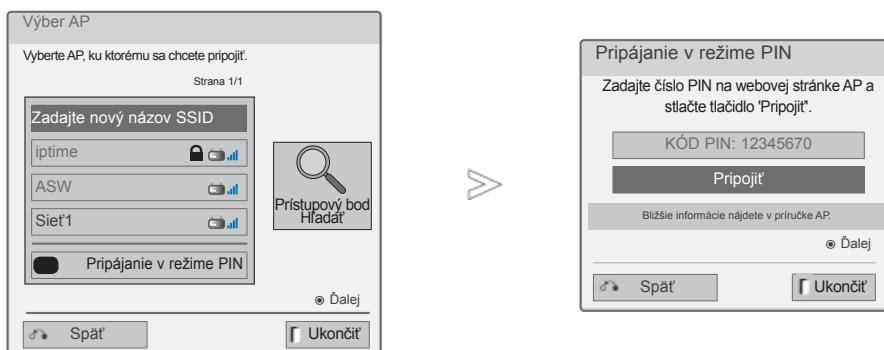 Výber AP
Vyberte AP, ku ktorému sa chcete pripojiť.
Strana 1/1
Zadajte nový názov SSID
iptime
ASW
Sieť1
Pripájanie v režime PIN
Prístupový bod
Hľadať
Ďalej
Späť
Ukončiť
Pripájanie v režime PIN
Zadajte číslo PIN na webovej stránke AP a
stlačte tlačidlo 'Pripojiť'.
KÓD PIN: 12345670
Pripojiť
Bližšie informácie nájdete v príručke AP.
Ďalej
Späť
Ukončiť